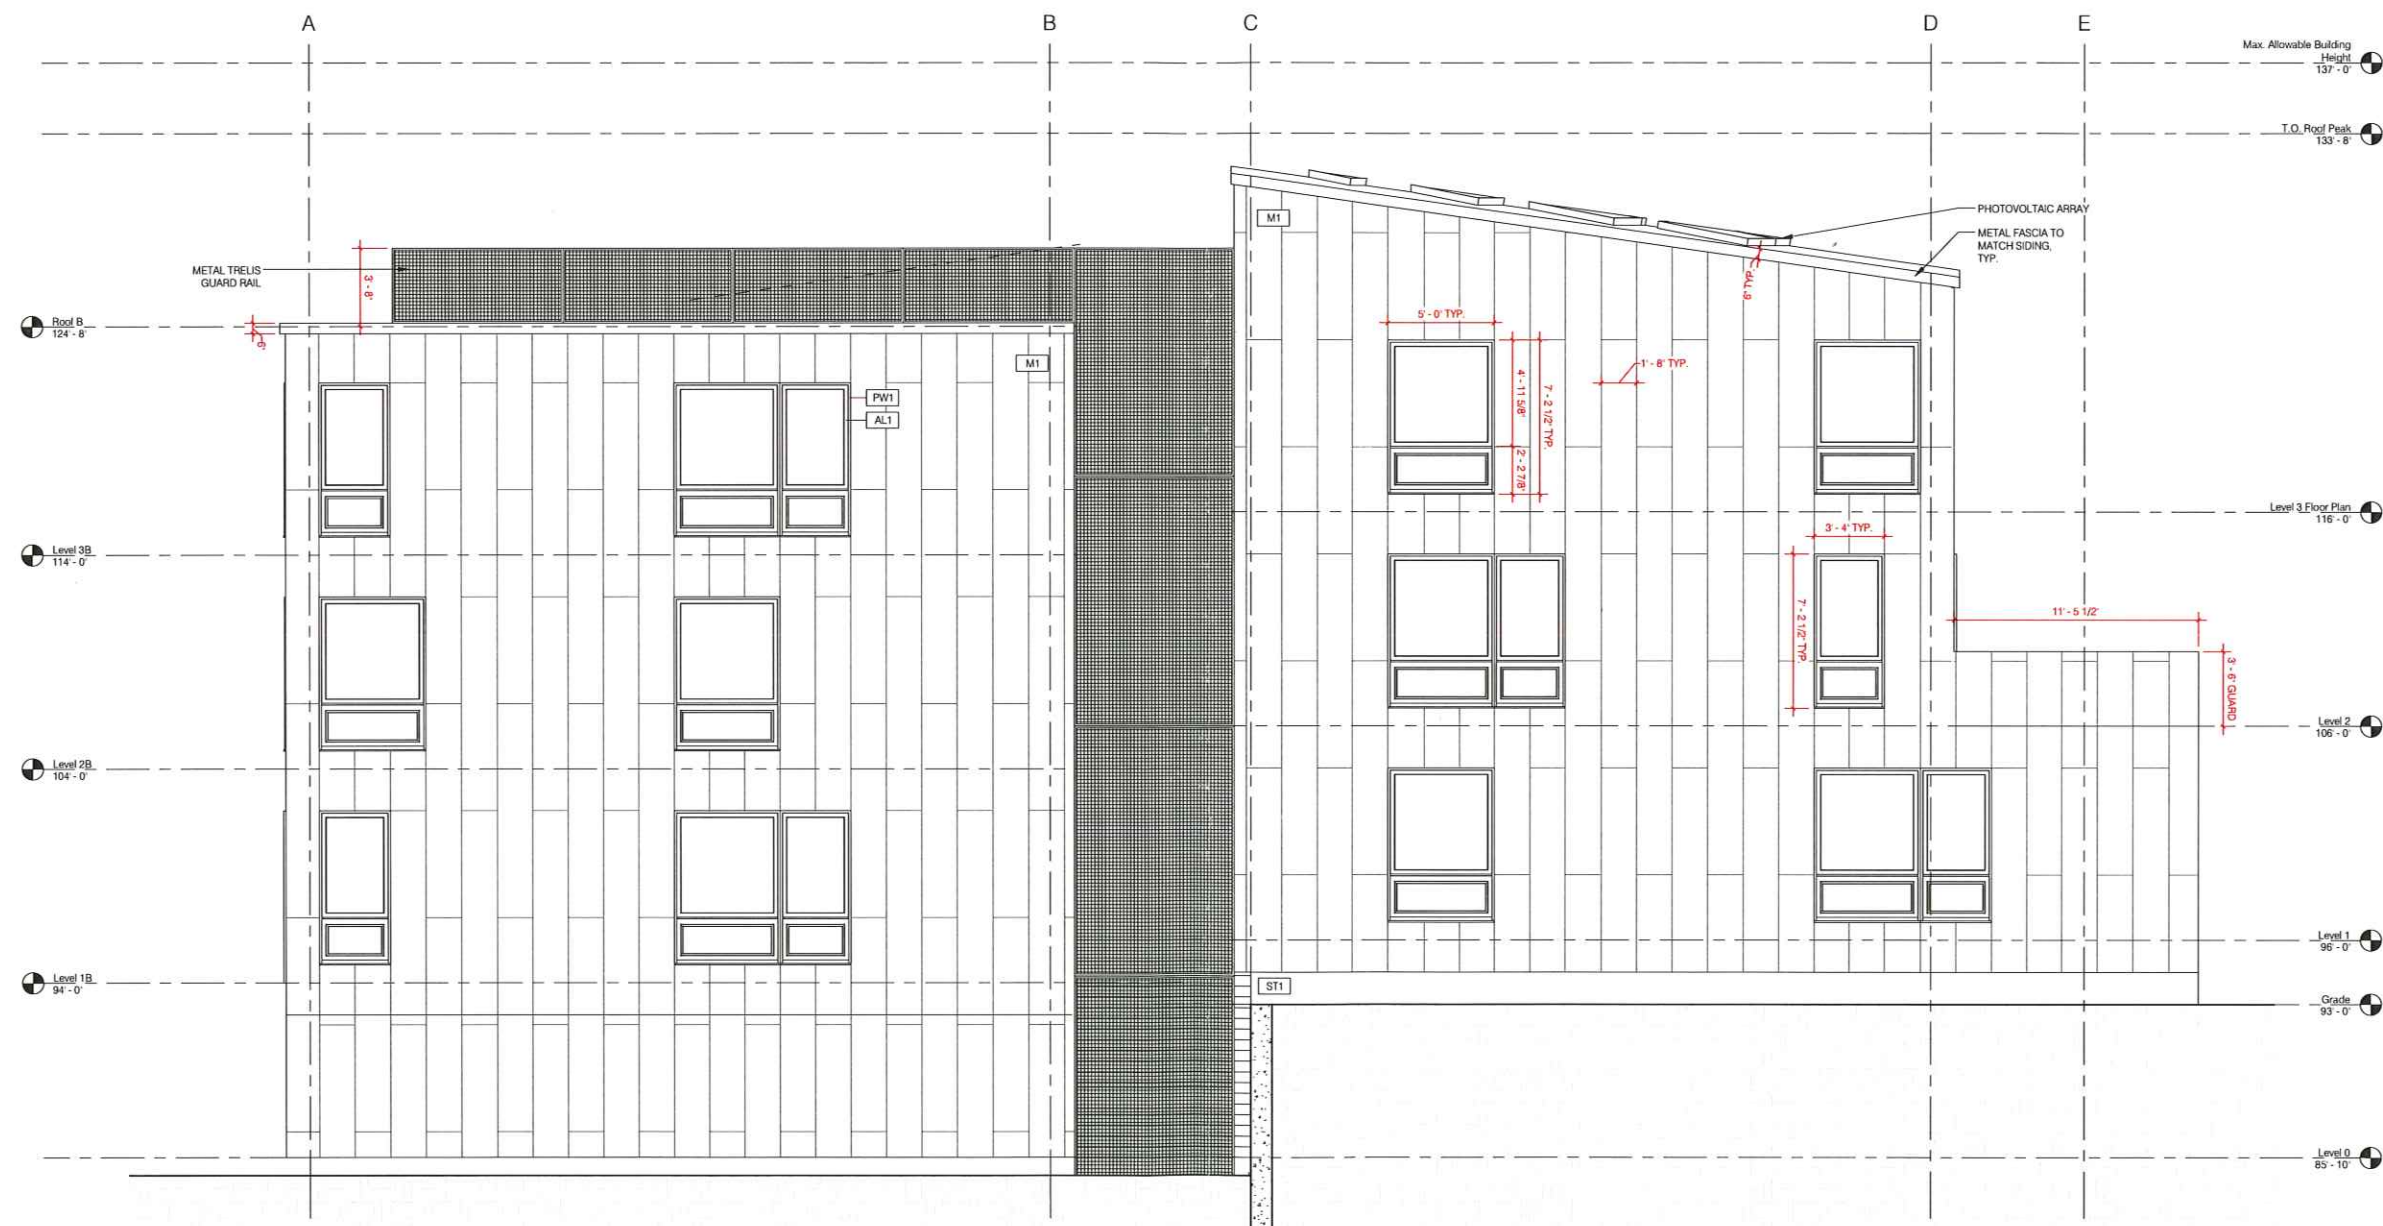 A
B
C
D
E
Max. Allowable Building
Height
137' - 0"
T.O. Roof Peak
133' - 8"
PHOTOVOLTAIC ARRAY
METAL FASCIA TO
MATCH SIDING,
TYP.
M1
9" TYP.
METAL TRELIS
GUARD RAIL
3' - 8"
Roof B
124' - 8"
6"
M1
PW1
AL1
5' - 0" TYP.
4' - 11 5/8"
7' - 2 1/2" TYP.
2' - 2 7/8"
1' - 8" TYP.
Level 3 Floor Plan
116' - 0"
3' - 4" TYP.
7' - 2 1/2" TYP.
Level 3B
114' - 0"
11' - 5 1/2"
3' - 6" GUARD
Level 2
106' - 0"
Level 2B
104' - 0"
Level 1
96' - 0"
Level 1B
94' - 0"
ST1
Grade
93' - 0"
Level 0
85' - 10"